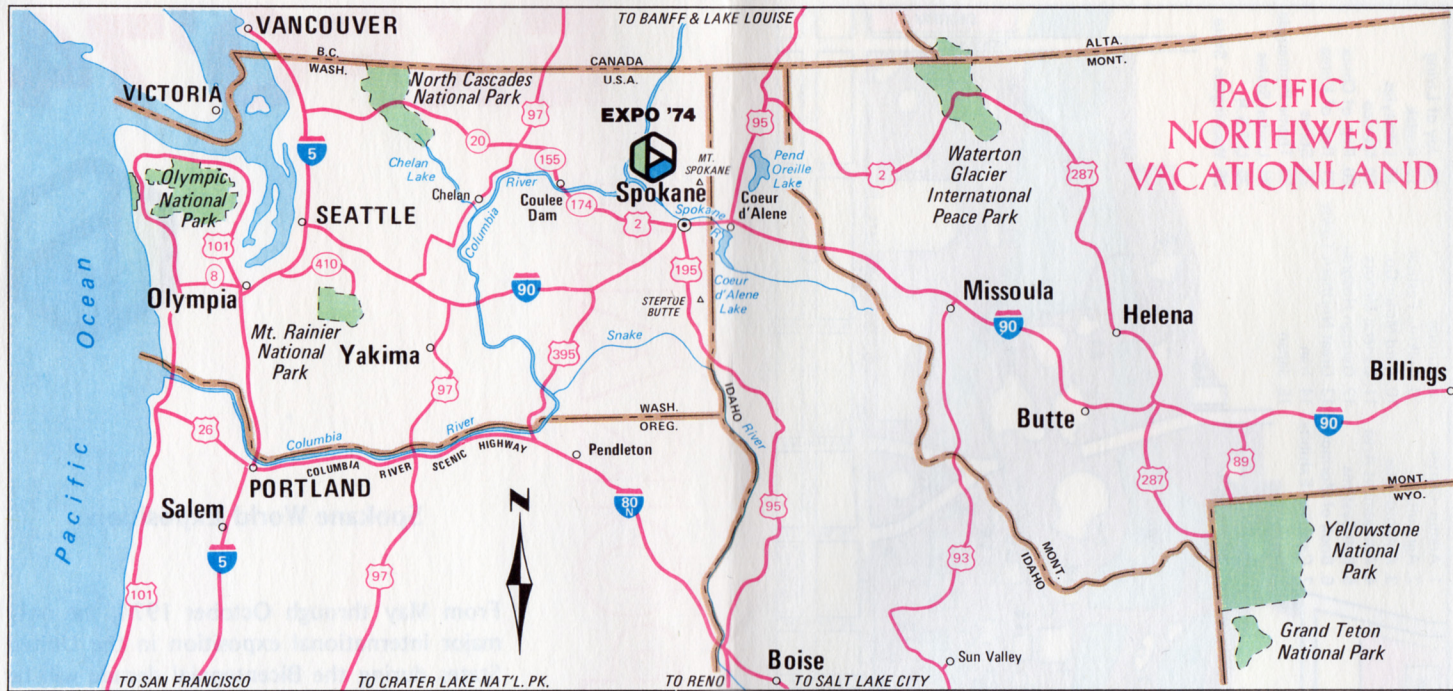 TO BANFF & LAKE LOUISE
VANCOUVER
B.C.
WASH.
CANADA
U.S.A.
ALTA.
MONT.
PACIFIC
NORTHWEST
VACATIONLAND
VICTORIA
North Cascades
National Park
97
EXPO '74
95
5
20
155
Chelan
Lake
MT.
SPOKANE
Pend
Oreille
Lake
2
Waterton
Glacier
International
Peace Park
287
Olympic
National
Park
Chelan
River
Columbia
Coulee
Dam
174
Spokane
Spokane
R.
Coeur
d'Alene
SEATTLE
2
101
8
410
195
Olympia
90
Coeur
d'Alene
Lake
STEPTUE
BUTTE
Missoula
90
Helena
Mt. Rainier
National
Park
Yakima
Snake
395
97
Pacific Ocean
IDAHO
River
Billings
Butte
90
WASH.
OREG.
26
Columbia
River
COLUMBIA RIVER SCENIC HIGHWAY
Pendleton
PORTLAND
89
287
MONT.
WYO.
Salem
N
80
N
95
5
97
93
MONT.
IDAHO
Yellowstone
National
Park
101
Grand Teton
National Park
Boise
Sun Valley
TO SAN FRANCISCO
TO CRATER LAKE NAT'L. PK.
TO RENO
TO SALT LAKE CITY